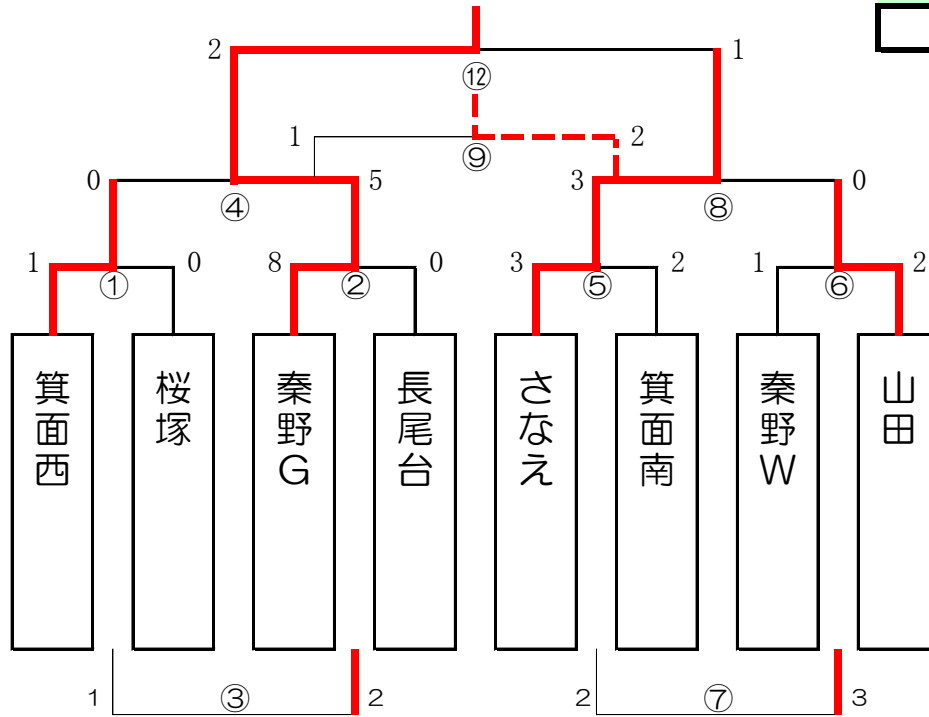 2 1
⑫
1 2
⑨
0 5 3 0
④ ⑧
1 0 8 0 3 2 1 2
① ② ⑤ ⑥
箕面西
桜塚
秦野G
長尾台
さなえ
箕面南
秦野W
山田
1 ③ 2 2 ⑦ 3